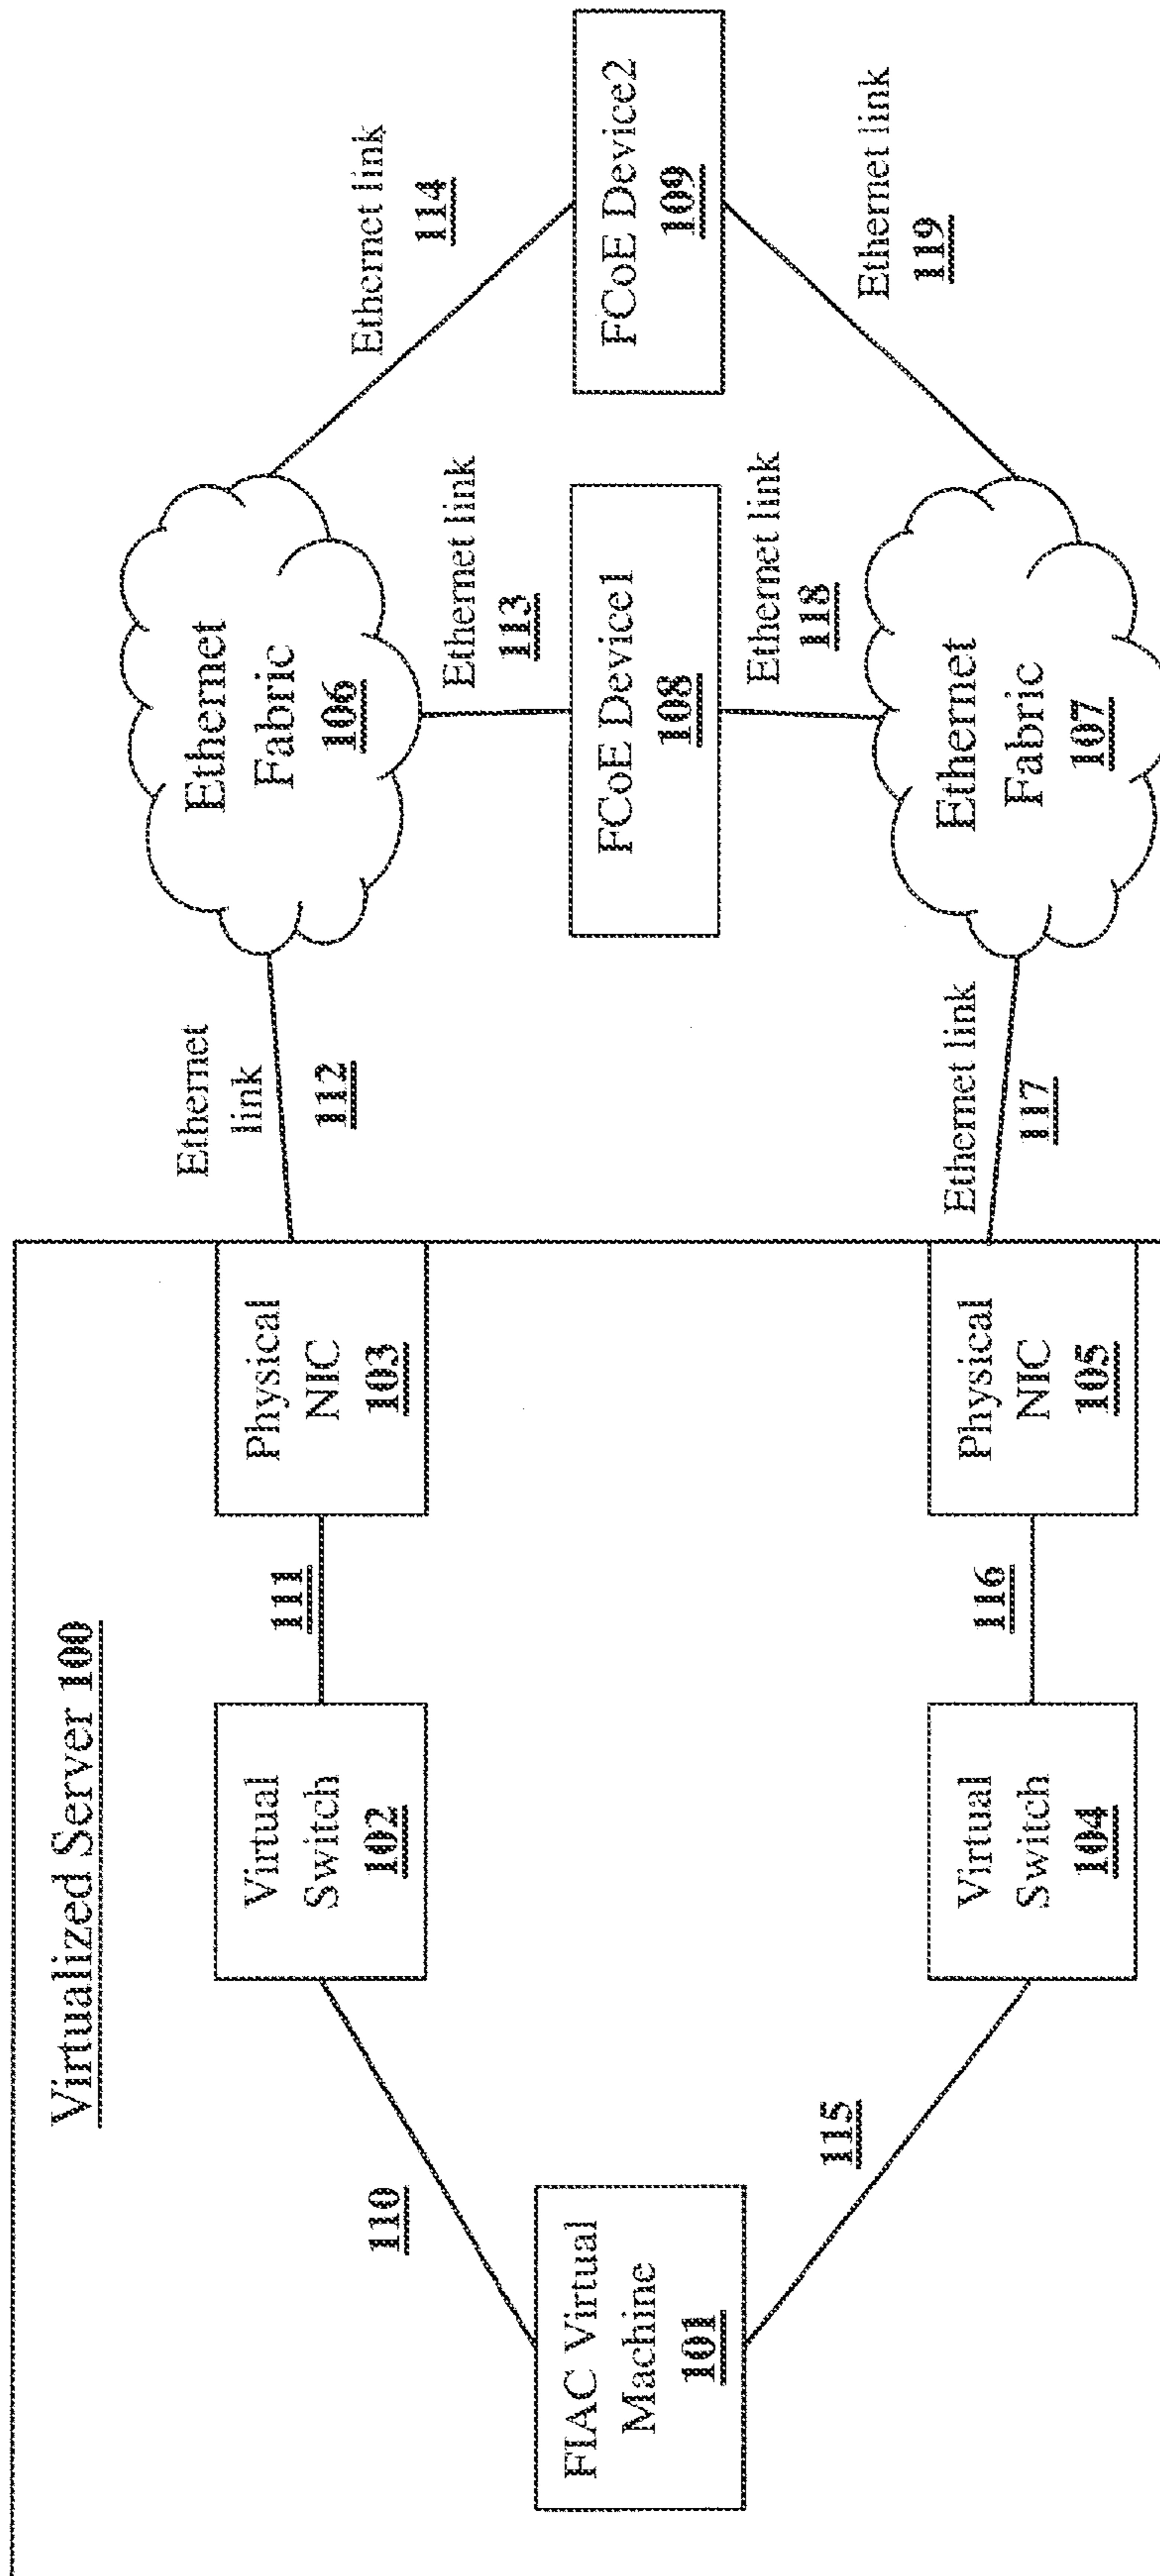 Virtualized Server 100
FIAC Virtual
Machine
101
110
115
Virtual
Switch
102
Virtual
Switch
104
111
116
Physical
NIC
103
Physical
NIC
105
Ethernet
link
112
Ethernet link
117
Ethernet
Fabric
106
Ethernet
Fabric
107
Ethernet link
113
FCoE Device1
108
Ethernet link
118
Ethernet link
114
FCoE Device2
109
Ethernet link
119